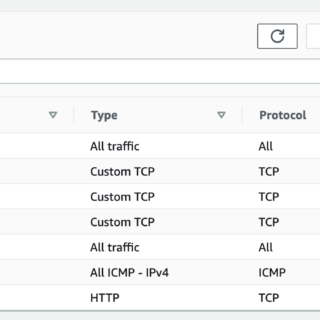 Type Protocol
All traffic All
Custom TCP TCP
Custom TCP TCP
Custom TCP TCP
All traffic All
All ICMP - IPv4 ICMP
HTTP TCP